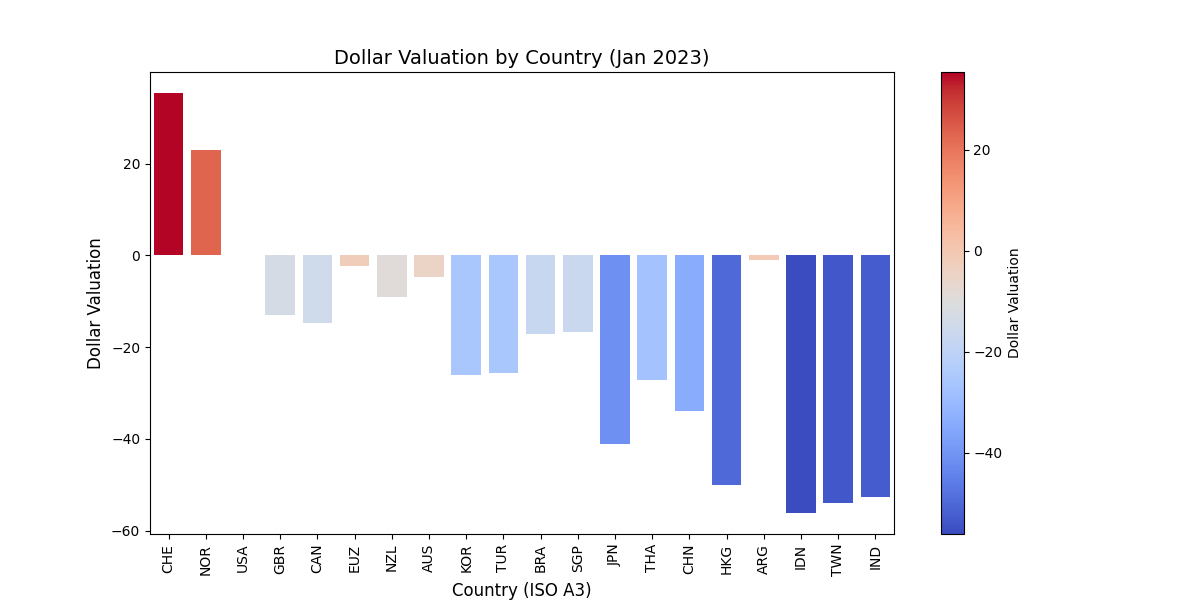 Dollar Valuation by Country (Jan 2023)
Dollar Valuation
20
0
−20
−40
−60
CHE
NOR
USA
GBR
CAN
EUZ
NZL
AUS
KOR
TUR
BRA
SGP
JPN
THA
CHN
HKG
ARG
IDN
TWN
IND
Country (ISO A3)
20
0
−20
−40
Dollar Valuation